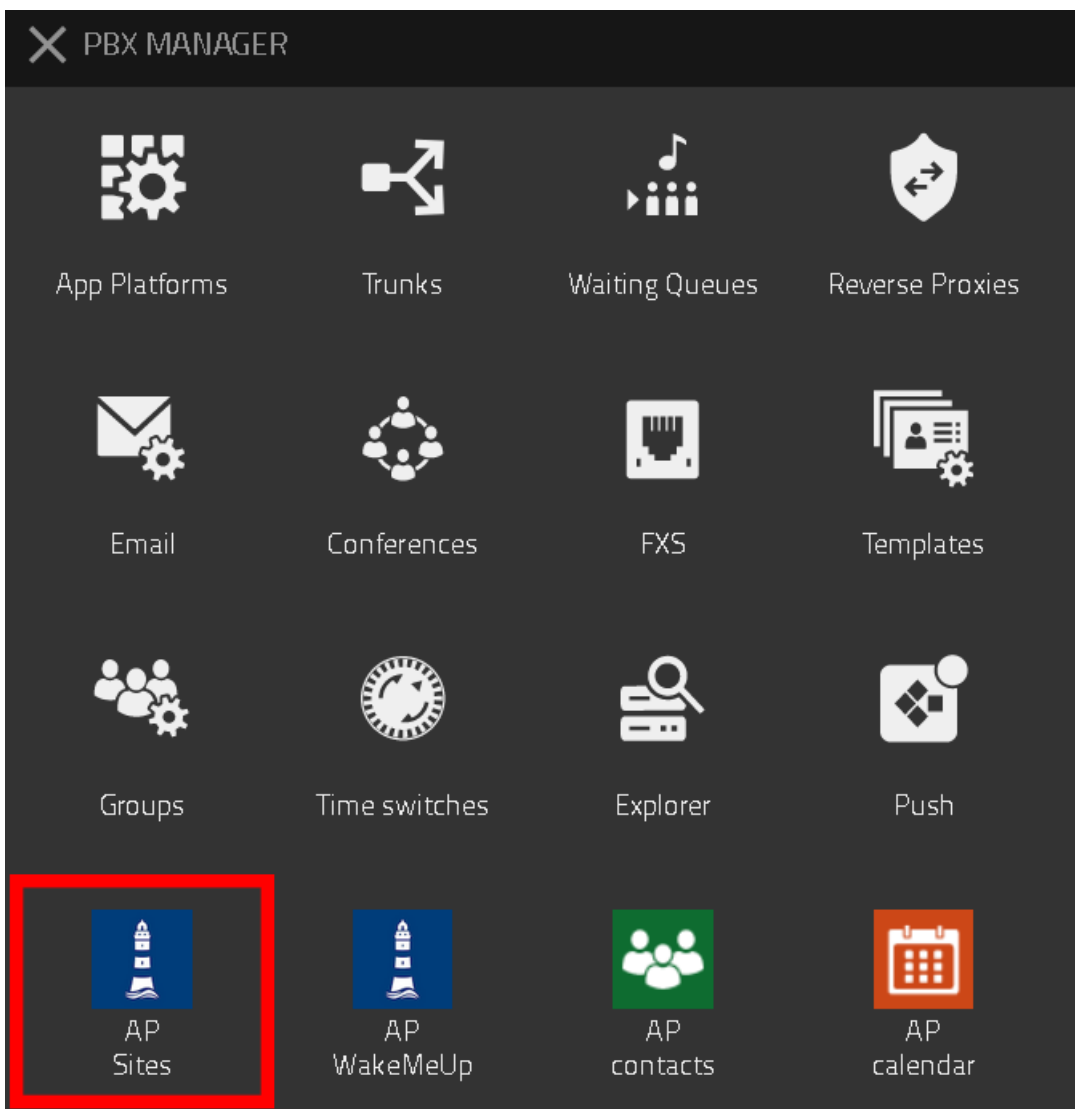 PBX MANAGER
App Platforms
Trunks
Waiting Queues
Reverse Proxies
Email
Conferences
FXS
Templates
Groups
Time switches
Explorer
Push
AP
Sites
AP
WakeMeUp
AP
contacts
AP
calendar